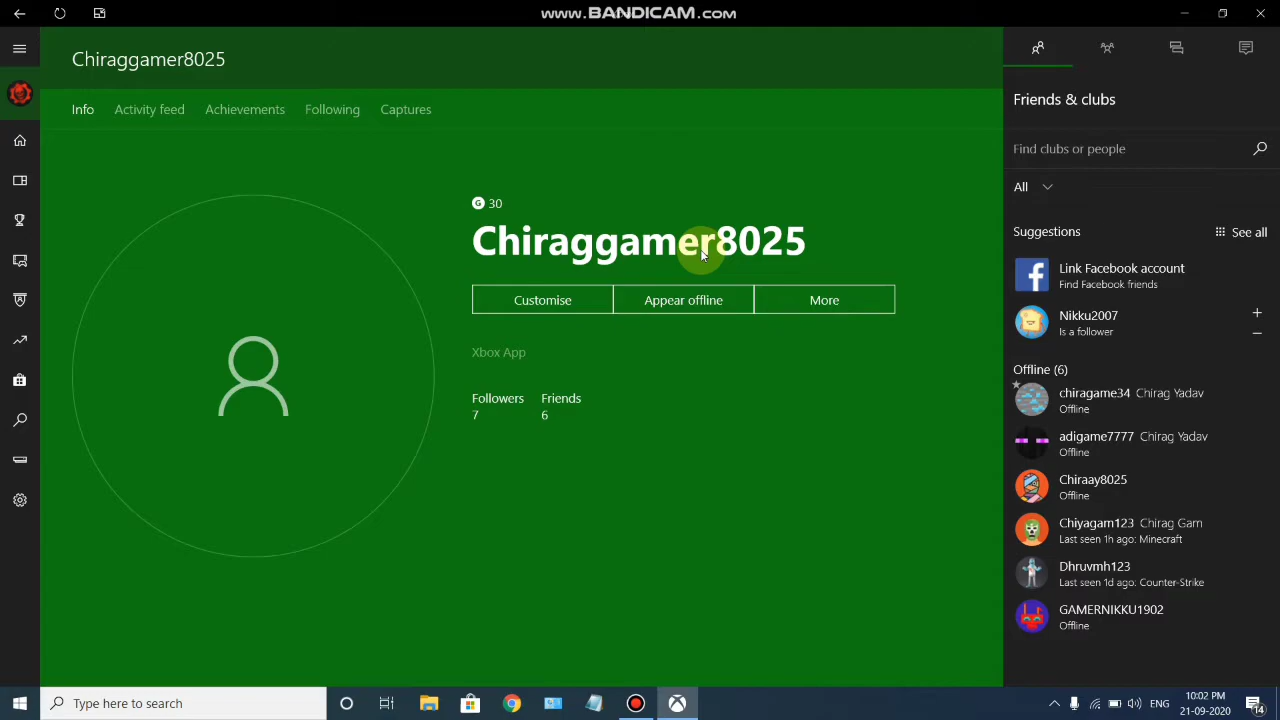 www.BANDICAM.com
Chiraggamer8025
Info Activity feed Achievements Following Captures
G 30
Chiraggamer8025
Customise Appear offline More
Xbox App
Followers Friends
7 6
Friends & clubs
Find clubs or people
All
Suggestions See all
Link Facebook account
Find Facebook friends
Nikku2007
Is a follower
Offline (6)
chiragame34 Chirag Yadav
Offline
adigame7777 Chirag Yadav
Offline
Chiraay8025
Offline
Chiyagam123 Chirag Gam
Last seen 1h ago: Minecraft
Dhruvmh123
Last seen 1d ago: Counter-Strike
GAMERNIKKU1902
Offline
Type here to search
ENG
10:02 PM
21-09-2020